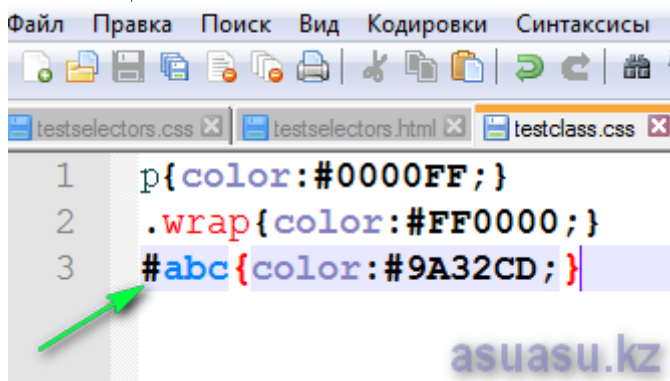 Файл Правка Поиск Вид Кодировки Синтаксисы
testselectors.css testselectors.html testclass.css
1 p{color:#0000FF;}
2 .wrap{color:#FF0000;}
3 #abc{color:#9A32CD;}
asuasu.kz